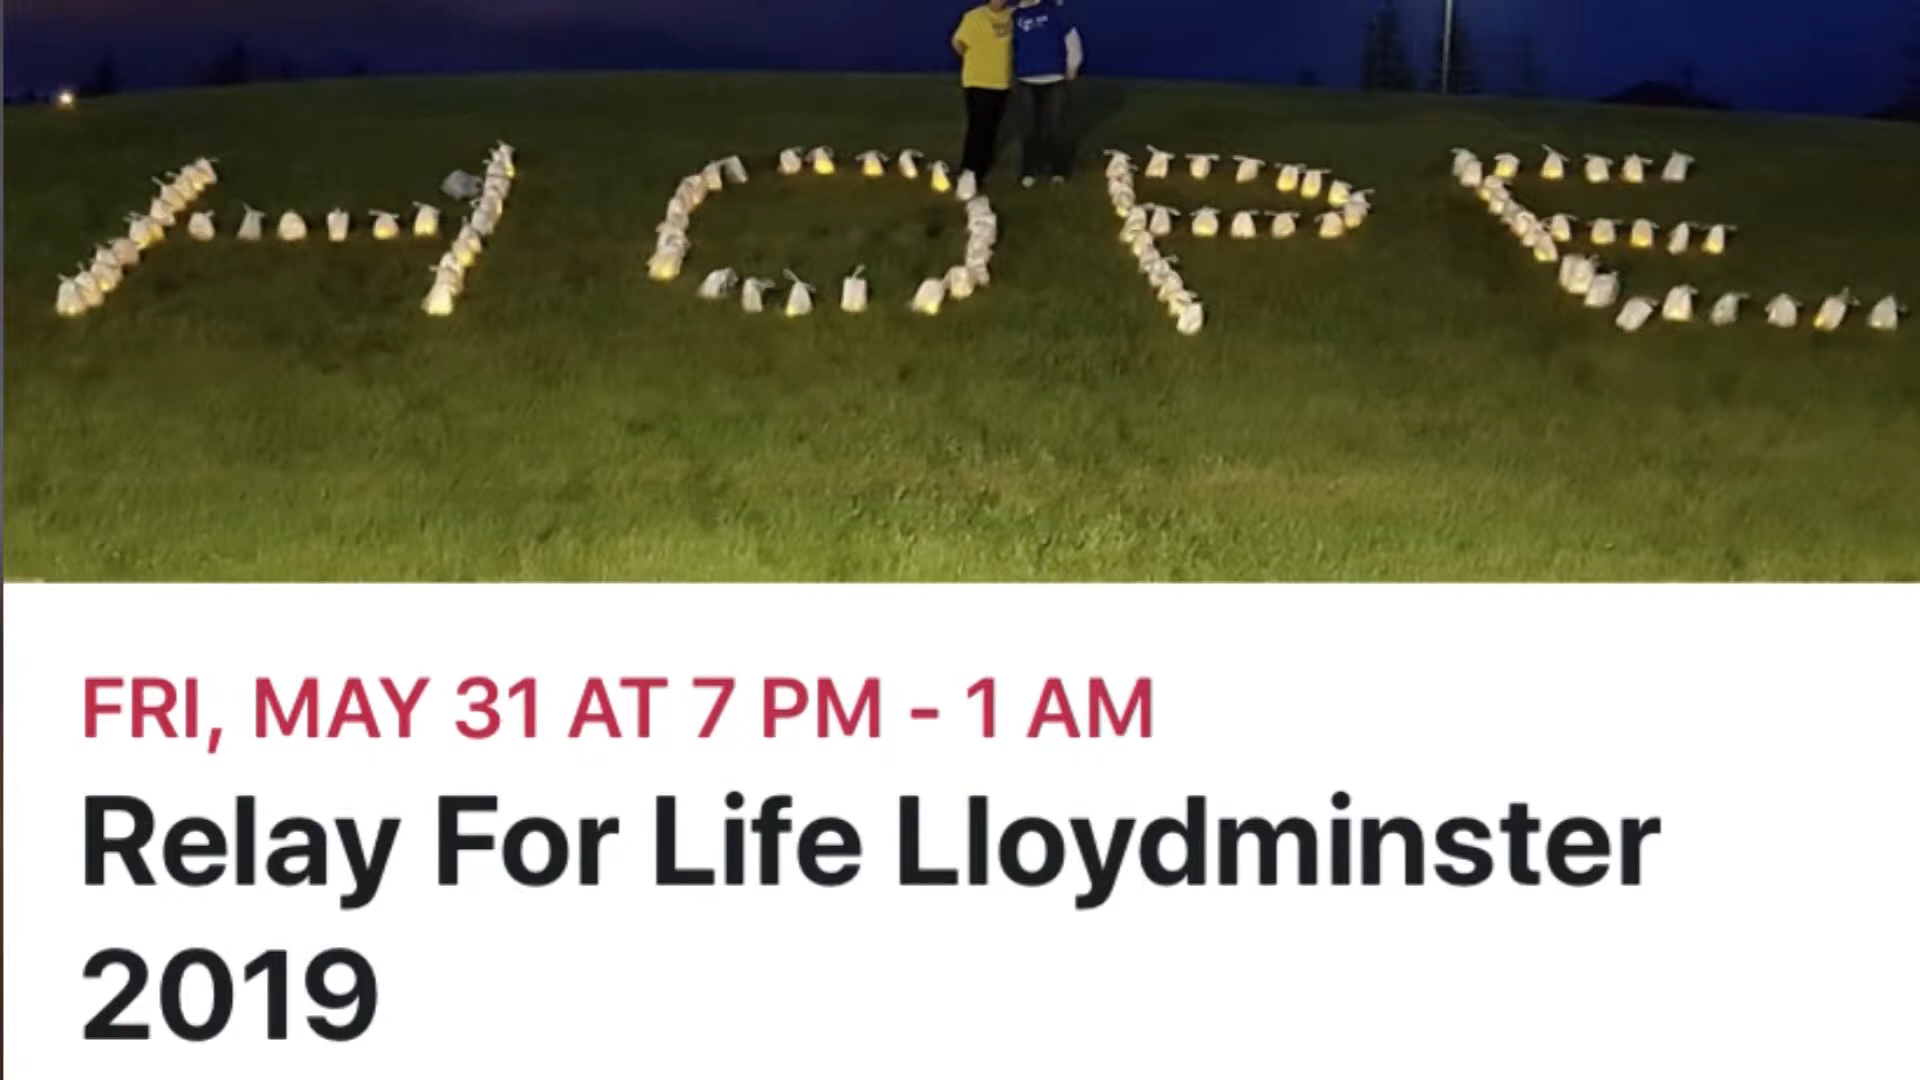 HOPE
FRI, MAY 31 AT 7 PM - 1 AM
Relay For Life Lloydminster
2019